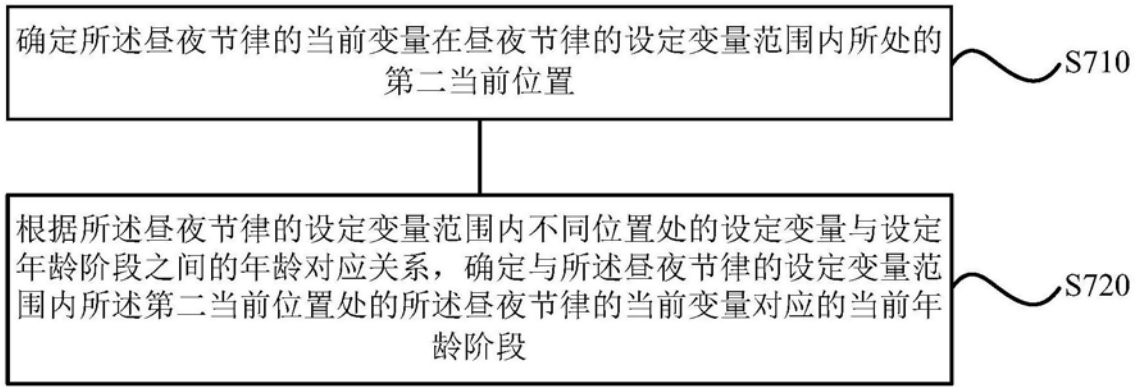 确定所述昼夜节律的当前变量在昼夜节律的设定变量范围内所处的
第二当前位置
S710
根据所述昼夜节律的设定变量范围内不同位置处的设定变量与设定
年龄阶段之间的年龄对应关系，确定与所述昼夜节律的设定变量范
围内所述第二当前位置处的所述昼夜节律的当前变量对应的当前年
龄阶段
S720